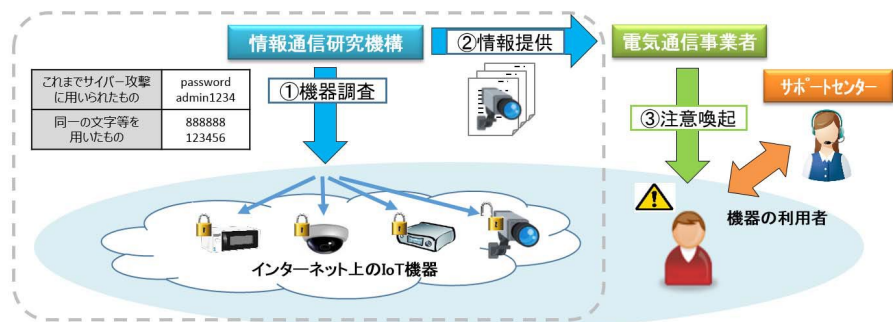 情報通信研究機構
②情報提供
電気通信事業者
これまでサイバー攻撃
に用いられたもの
password
admin1234
同一の文字等を
用いたもの
888888
123456
①機器調査
③注意喚起
サポートセンター
機器の利用者
インターネット上のIoT機器